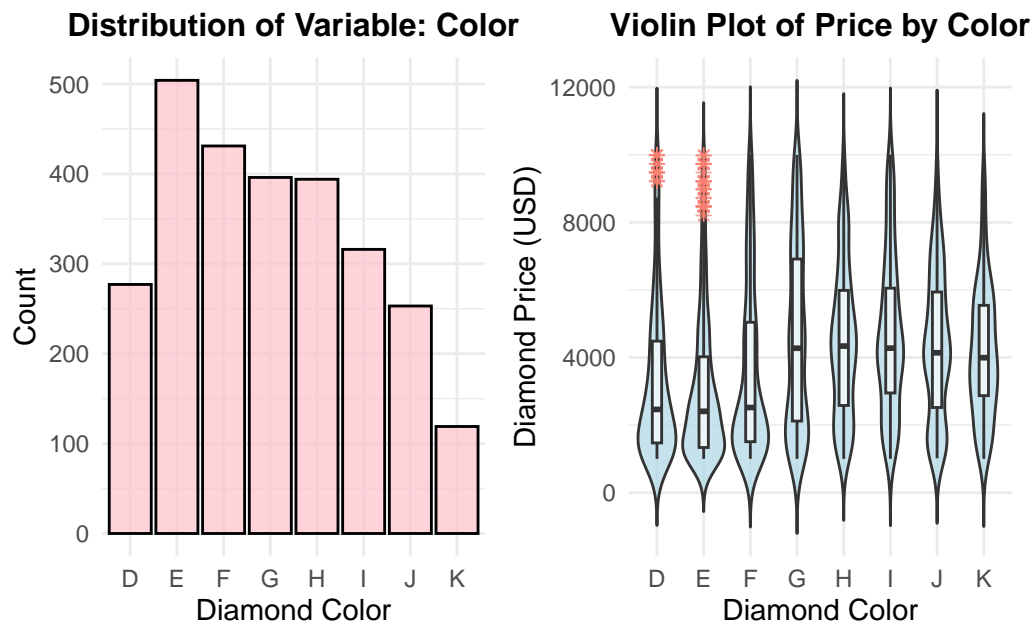 Distribution of Variable: Color
Count
500
400
300
200
100
0
D E F G H I J K
Diamond Color
Violin Plot of Price by Color
Diamond Price (USD)
12000
8000
4000
0
D E F G H I J K
Diamond Color